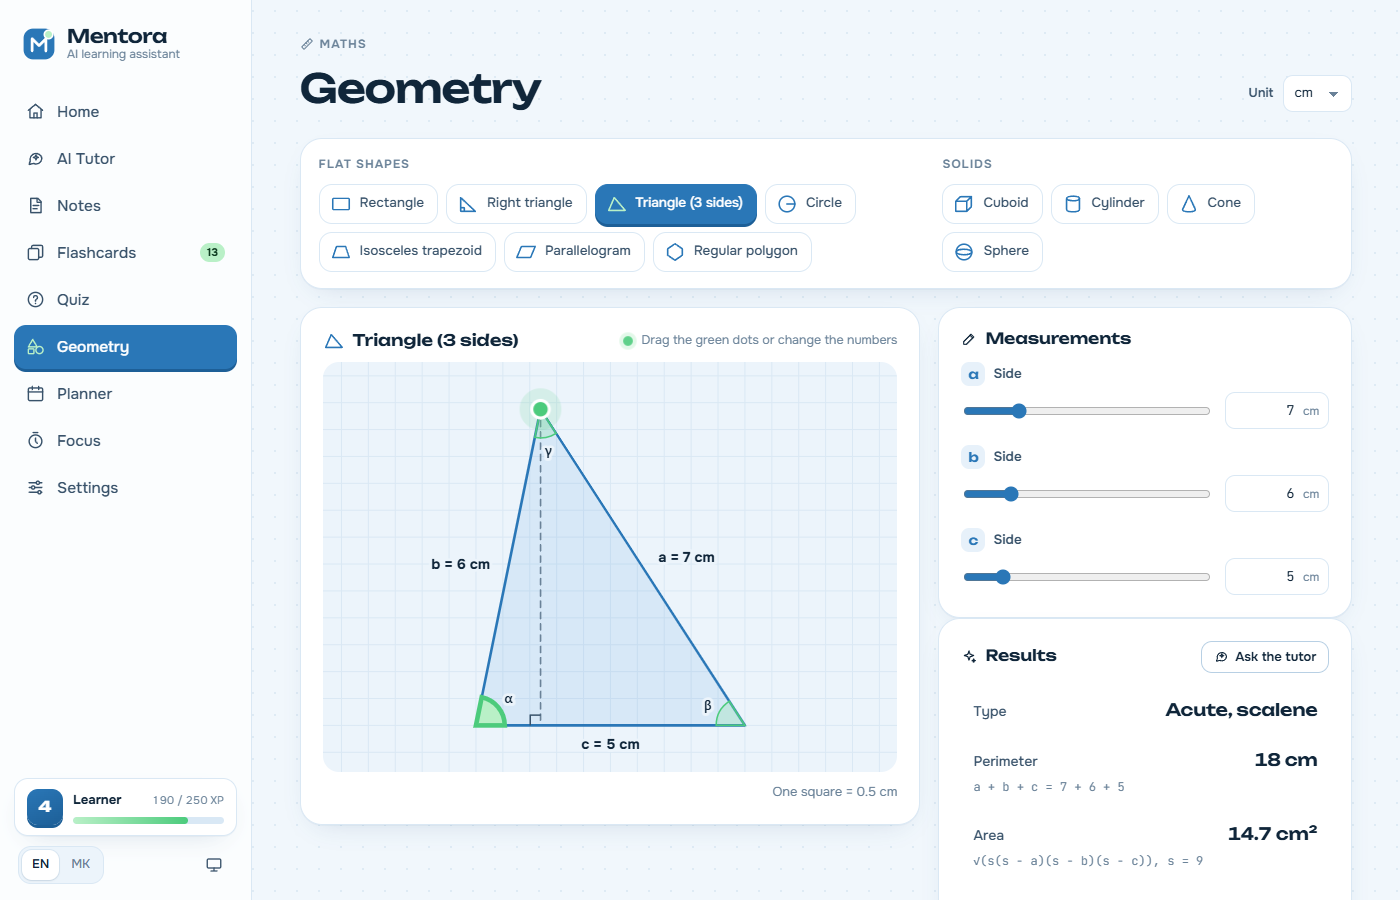 Mentora
AI learning assistant
Home
AI Tutor
Notes
Flashcards 13
Quiz
Geometry
Planner
Focus
Settings
4 Learner 190 / 250 XP
EN MK
MATHS
Geometry
Unit cm
FLAT SHAPES
Rectangle Right triangle Triangle (3 sides) Circle
Isosceles trapezoid Parallelogram Regular polygon
SOLIDS
Cuboid Cylinder Cone
Sphere
Triangle (3 sides) Drag the green dots or change the numbers
γ
b = 6 cm a = 7 cm
α β
c = 5 cm
One square = 0.5 cm
Measurements
a Side
7 cm
b Side
6 cm
c Side
5 cm
Results Ask the tutor
Type Acute, scalene
Perimeter 18 cm
a + b + c = 7 + 6 + 5
Area 14.7 cm²
√(s(s - a)(s - b)(s - c)), s = 9